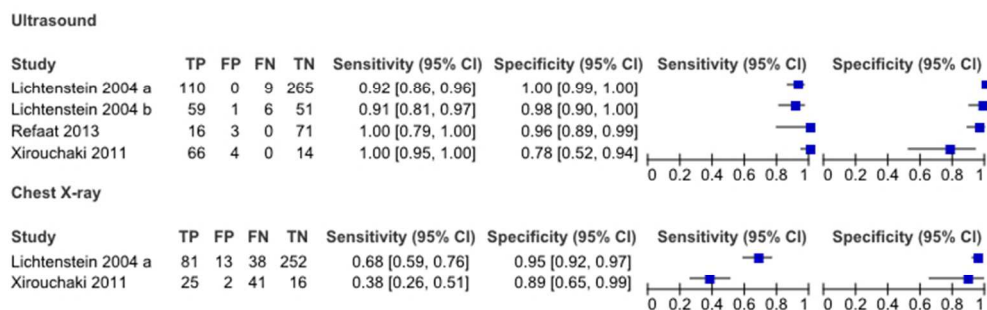 Ultrasound
Study TP FP FN TN Sensitivity (95% CI) Specificity (95% CI) Sensitivity (95% CI) Specificity (95% CI)
Lichtenstein 2004 a 110 0 9 265 0.92 [0.86, 0.96] 1.00 [0.99, 1.00]
Lichtenstein 2004 b 59 1 6 51 0.91 [0.81, 0.97] 0.98 [0.90, 1.00]
Refaat 2013 16 3 0 71 1.00 [0.79, 1.00] 0.96 [0.89, 0.99]
Xirouchaki 2011 66 4 0 14 1.00 [0.95, 1.00] 0.78 [0.52, 0.94]
0 0.2 0.4 0.6 0.8 1 0 0.2 0.4 0.6 0.8 1
Chest X-ray
Study TP FP FN TN Sensitivity (95% CI) Specificity (95% CI) Sensitivity (95% CI) Specificity (95% CI)
Lichtenstein 2004 a 81 13 38 252 0.68 [0.59, 0.76] 0.95 [0.92, 0.97]
Xirouchaki 2011 25 2 41 16 0.38 [0.26, 0.51] 0.89 [0.65, 0.99]
0 0.2 0.4 0.6 0.8 1 0 0.2 0.4 0.6 0.8 1